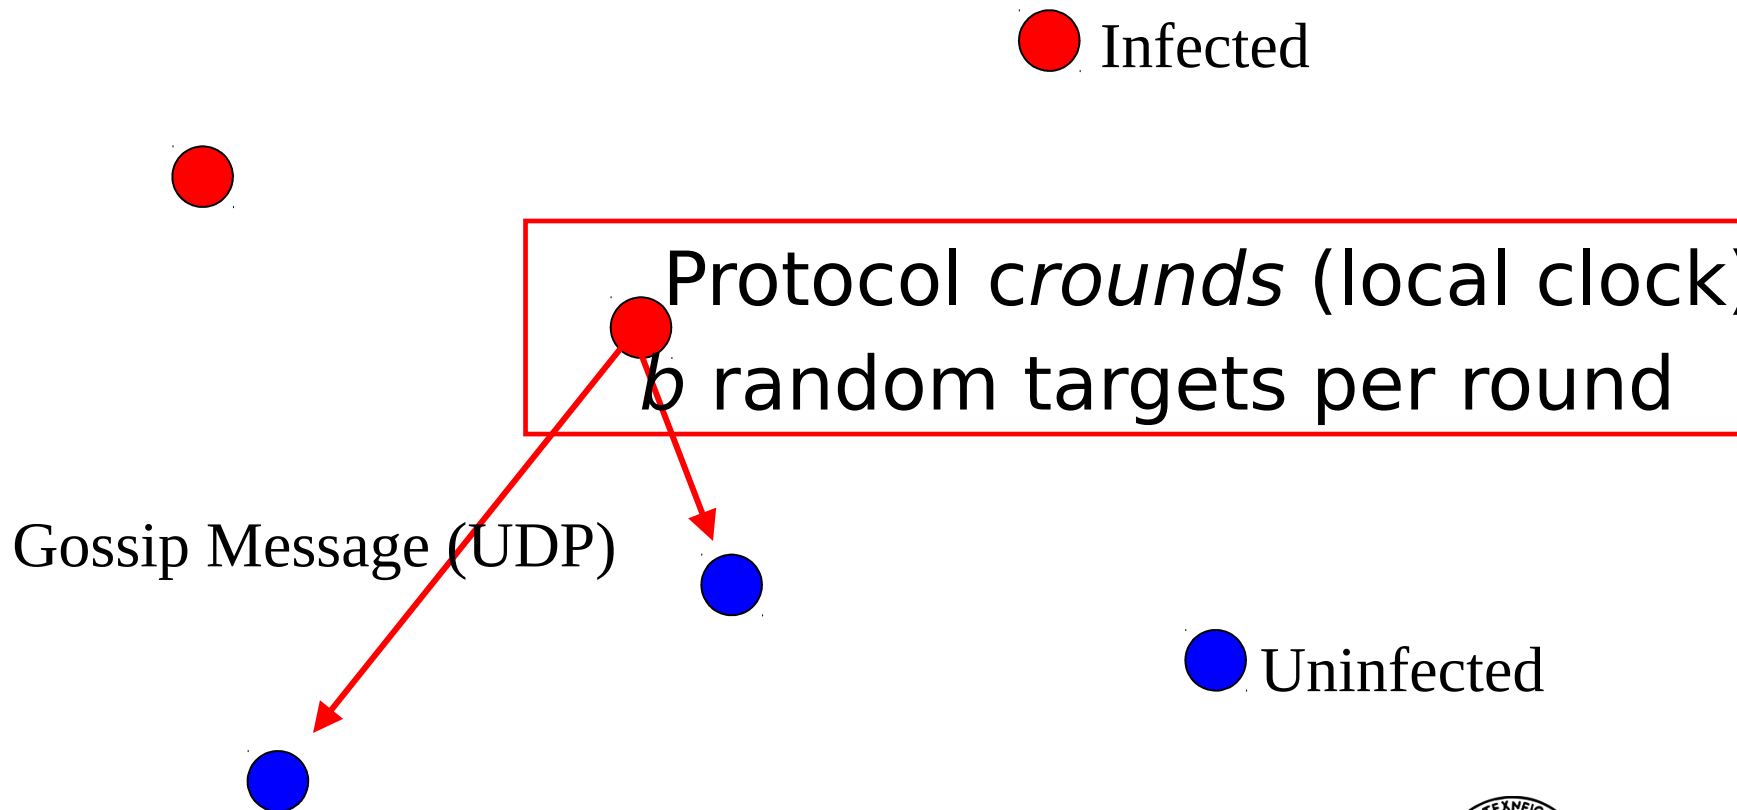 Infected
Protocol crounds (local clock)
b random targets per round
Gossip Message (UDP)
Uninfected